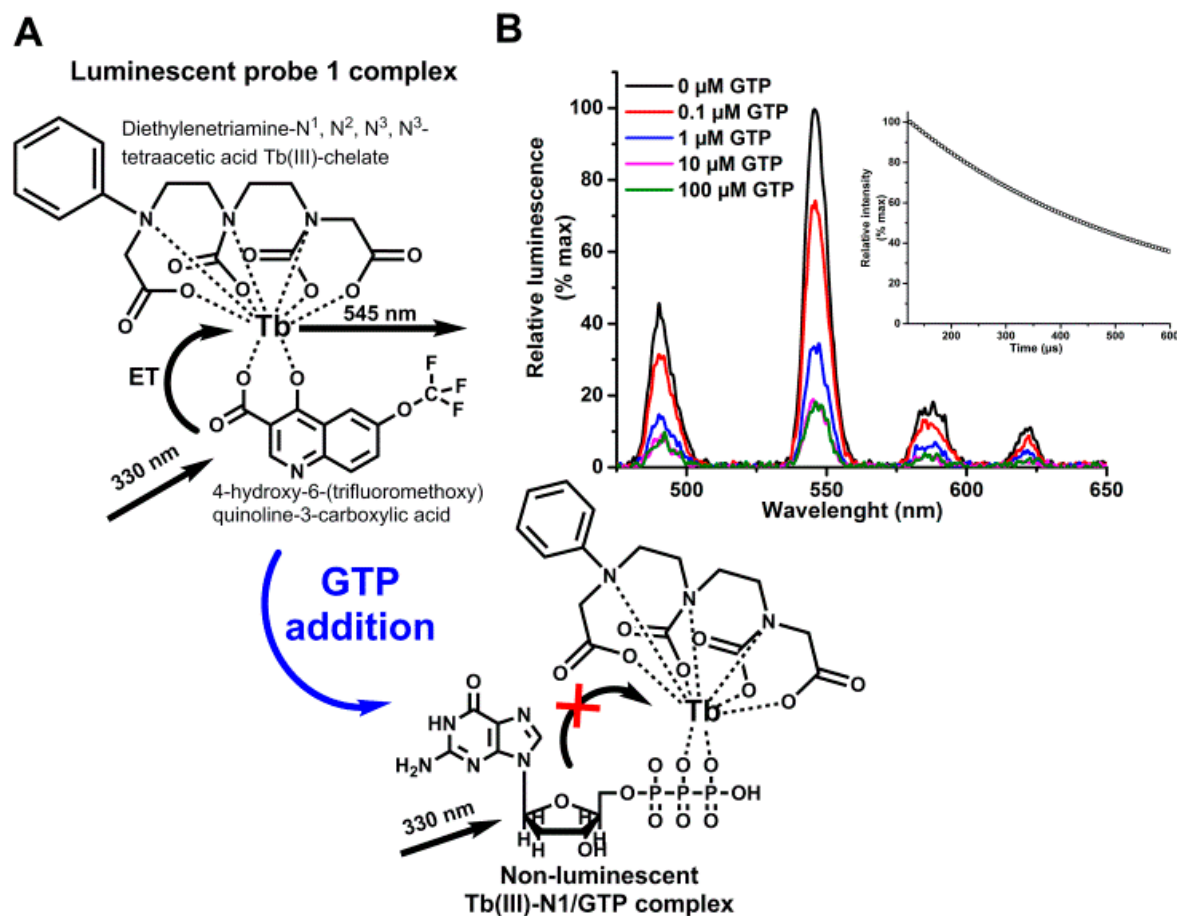 A
Luminescent probe 1 complex
Diethylenetriamine-N¹, N², N³, N³-
tetraacetic acid Tb(III)-chelate
N
N
N
O
O
O
O
O
O
O
O
Tb
545 nm
ET
O
O
O
O
F
F
F
N
330 nm
4-hydroxy-6-(trifluoromethoxy)
quinoline-3-carboxylic acid
GTP
addition
B
0 µM GTP
0.1 µM GTP
1 µM GTP
10 µM GTP
100 µM GTP
Relative luminescence
(% max)
100
80
60
40
20
0
500
550
600
650
Wavelenght (nm)
Relative intensity
(% max)
100
80
60
40
20
0
200
300
400
500
600
Time (µs)
N
N
N
O
O
O
O
O
O
O
O
Tb
O
HN
N
H₂N
N
N
O
O
P
P
P
OH
O
O
O
O
O
O
H
H
H
H
OH
330 nm
Non-luminescent
Tb(III)-N1/GTP complex